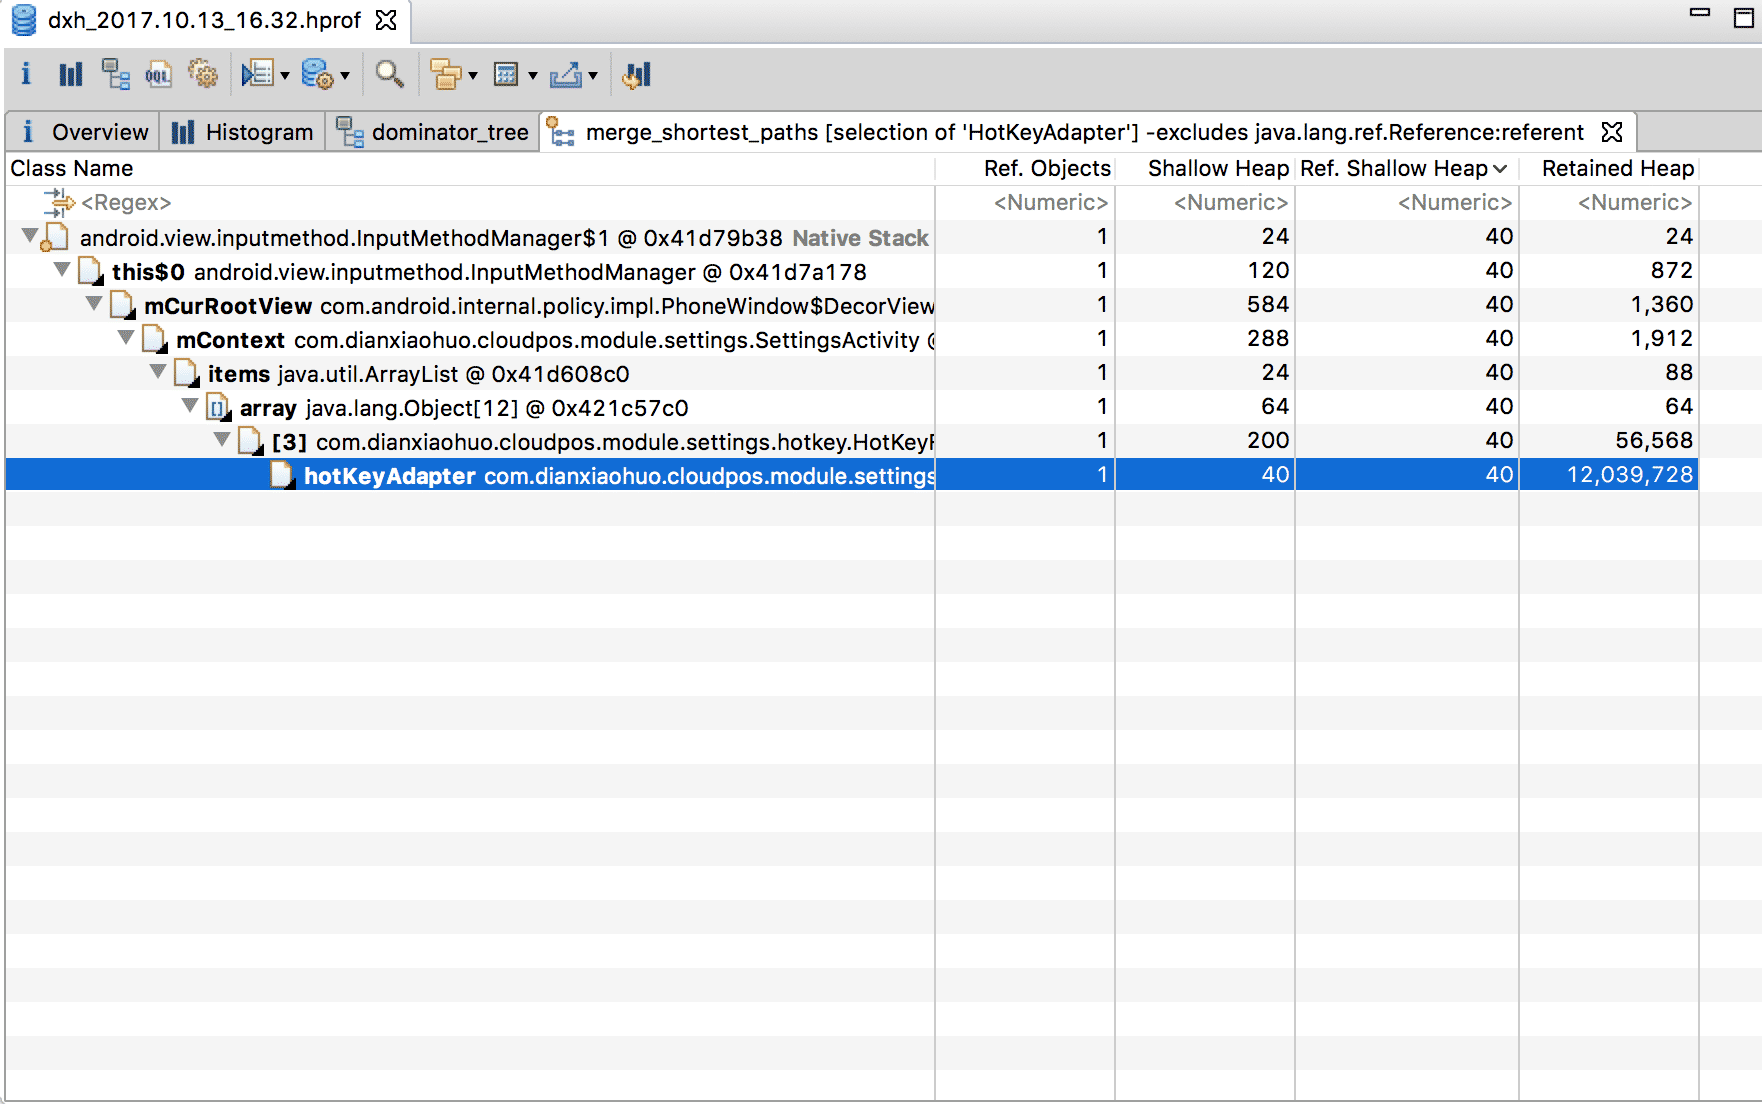 dxh_2017.10.13_16.32.hprof
i OQL
i Overview Histogram dominator_tree merge_shortest_paths [selection of 'HotKeyAdapter'] -excludes java.lang.ref.Reference:referent
Class Name Ref. Objects Shallow Heap Ref. Shallow Heap Retained Heap
<Regex> <Numeric> <Numeric> <Numeric> <Numeric>
android.view.inputmethod.InputMethodManager$1 @ 0x41d79b38 Native Stack 1 24 40 24
this$0 android.view.inputmethod.InputMethodManager @ 0x41d7a178 1 120 40 872
mCurRootView com.android.internal.policy.impl.PhoneWindow$DecorView 1 584 40 1,360
mContext com.dianxiaohuo.cloudpos.module.settings.SettingsActivity @ 1 288 40 1,912
items java.util.ArrayList @ 0x41d608c0 1 24 40 88
array java.lang.Object[12] @ 0x421c57c0 1 64 40 64
[3] com.dianxiaohuo.cloudpos.module.settings.hotkey.HotKeyF 1 200 40 56,568
hotKeyAdapter com.dianxiaohuo.cloudpos.module.settings 1 40 40 12,039,728